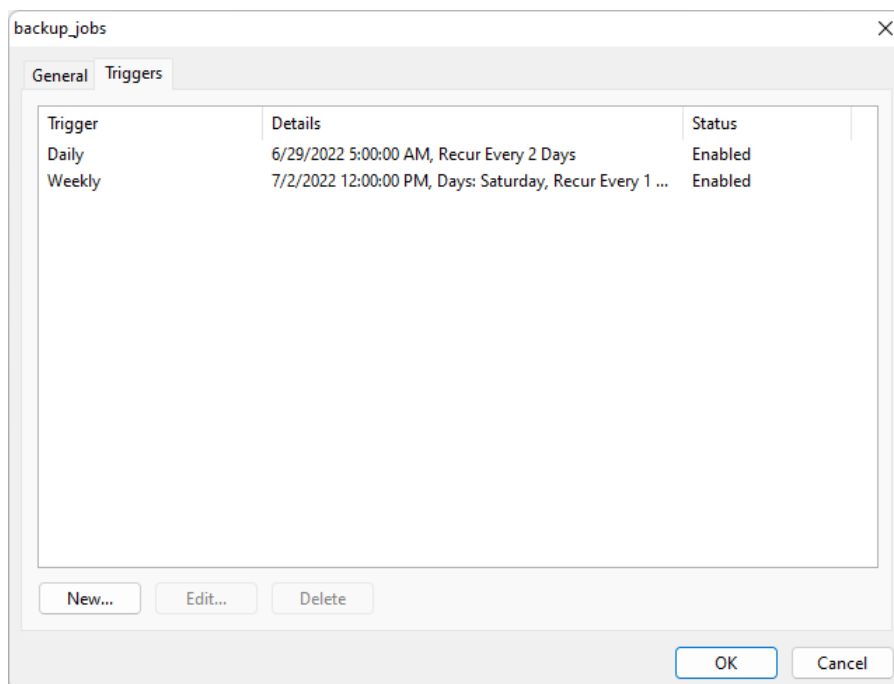 backup_jobs
General Triggers
Trigger Details Status
Daily 6/29/2022 5:00:00 AM, Recur Every 2 Days Enabled
Weekly 7/2/2022 12:00:00 PM, Days: Saturday, Recur Every 1 ... Enabled
New... Edit... Delete
OK Cancel